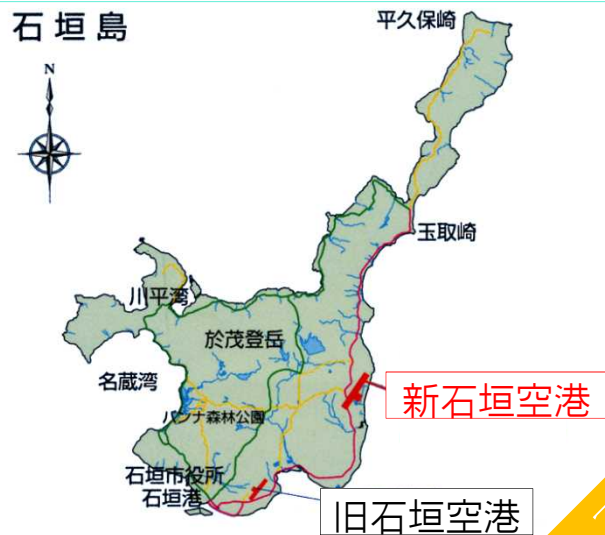 石垣島
平久保崎
N
玉取崎
川平湾
於茂登岳
名蔵湾
新石垣空港
バンナ森林公園
石垣市役所
石垣港
旧石垣空港